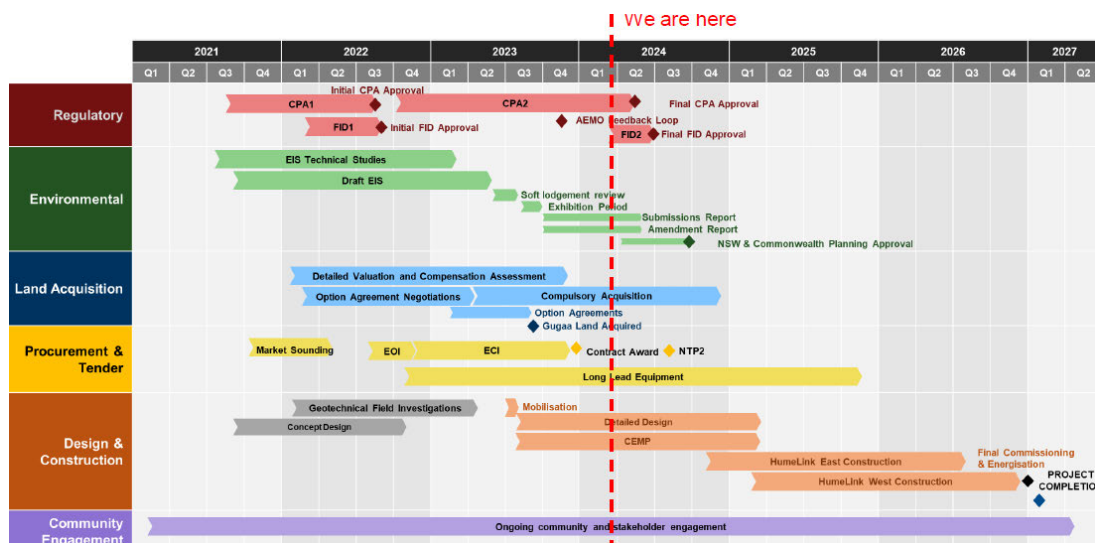 We are here
2021 2022 2023 2024 2025 2026 2027
Q1 Q2 Q3 Q4 Q1 Q2 Q3 Q4 Q1 Q2 Q3 Q4 Q1 Q2 Q3 Q4 Q1 Q2 Q3 Q4 Q1 Q2 Q3 Q4 Q1 Q2
Regulatory
Initial CPA Approval
CPA1 CPA2 Final CPA Approval
AEMO Feedback Loop
FID1 Initial FID Approval FID2 Final FID Approval
Environmental
EIS Technical Studies
Draft EIS
Soft lodgement review
Exhibition Period
Submissions Report
Amendment Report
NSW & Commonwealth Planning Approval
Land Acquisition
Detailed Valuation and Compensation Assessment
Option Agreement Negotiations Compulsory Acquisition
Option Agreements
Gugaa Land Acquired
Procurement &
Tender
Market Sounding EOI ECI Contract Award NTP2
Long Lead Equipment
Design &
Construction
Geotechnical Field Investigations Mobilisation
Concept Design Detailed Design
CEMP
HumeLink East Construction
Final Commissioning
& Energisation
HumeLink West Construction
PROJECT
COMPLETION
Community
Engagement
Ongoing community and stakeholder engagement